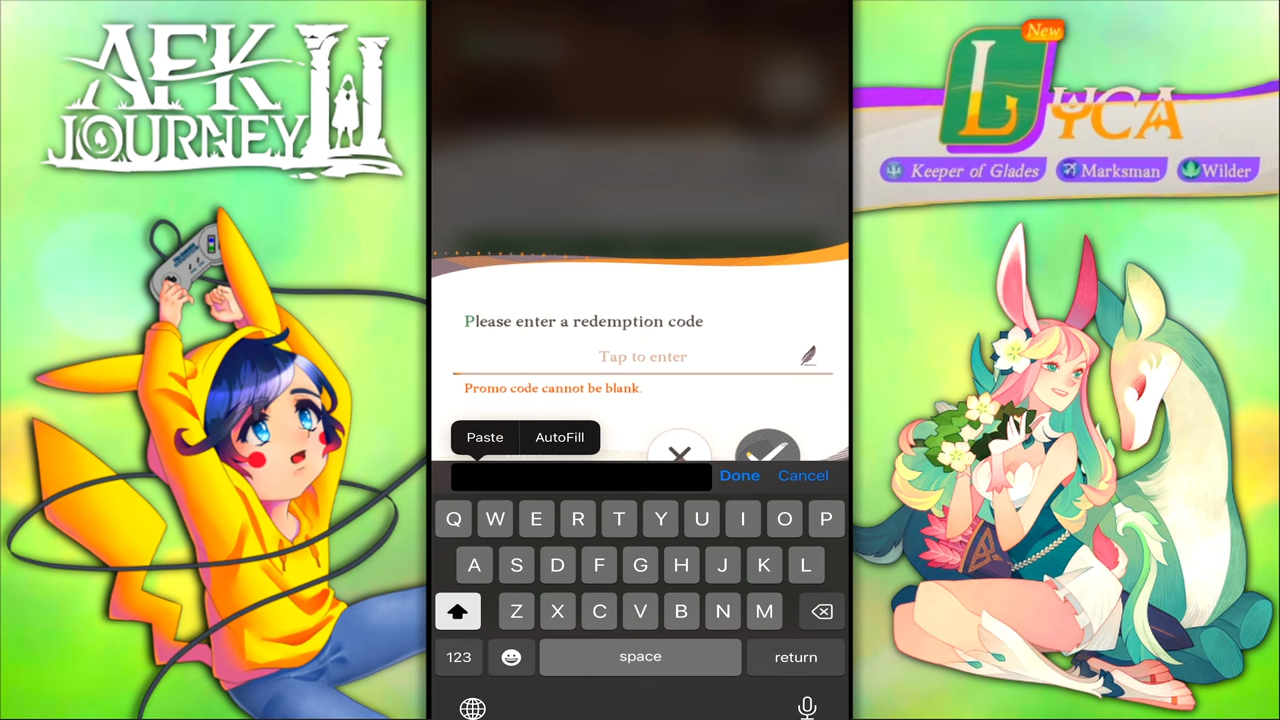 AFK
JOURNEY
New
LYCA
Keeper of Glades
Marksman
Wilder
Please enter a redemption code
Tap to enter
Promo code cannot be blank.
Paste
AutoFill
Done
Cancel
Q W E R T Y U I O P
A S D F G H J K L
Z X C V B N M
123
space
return